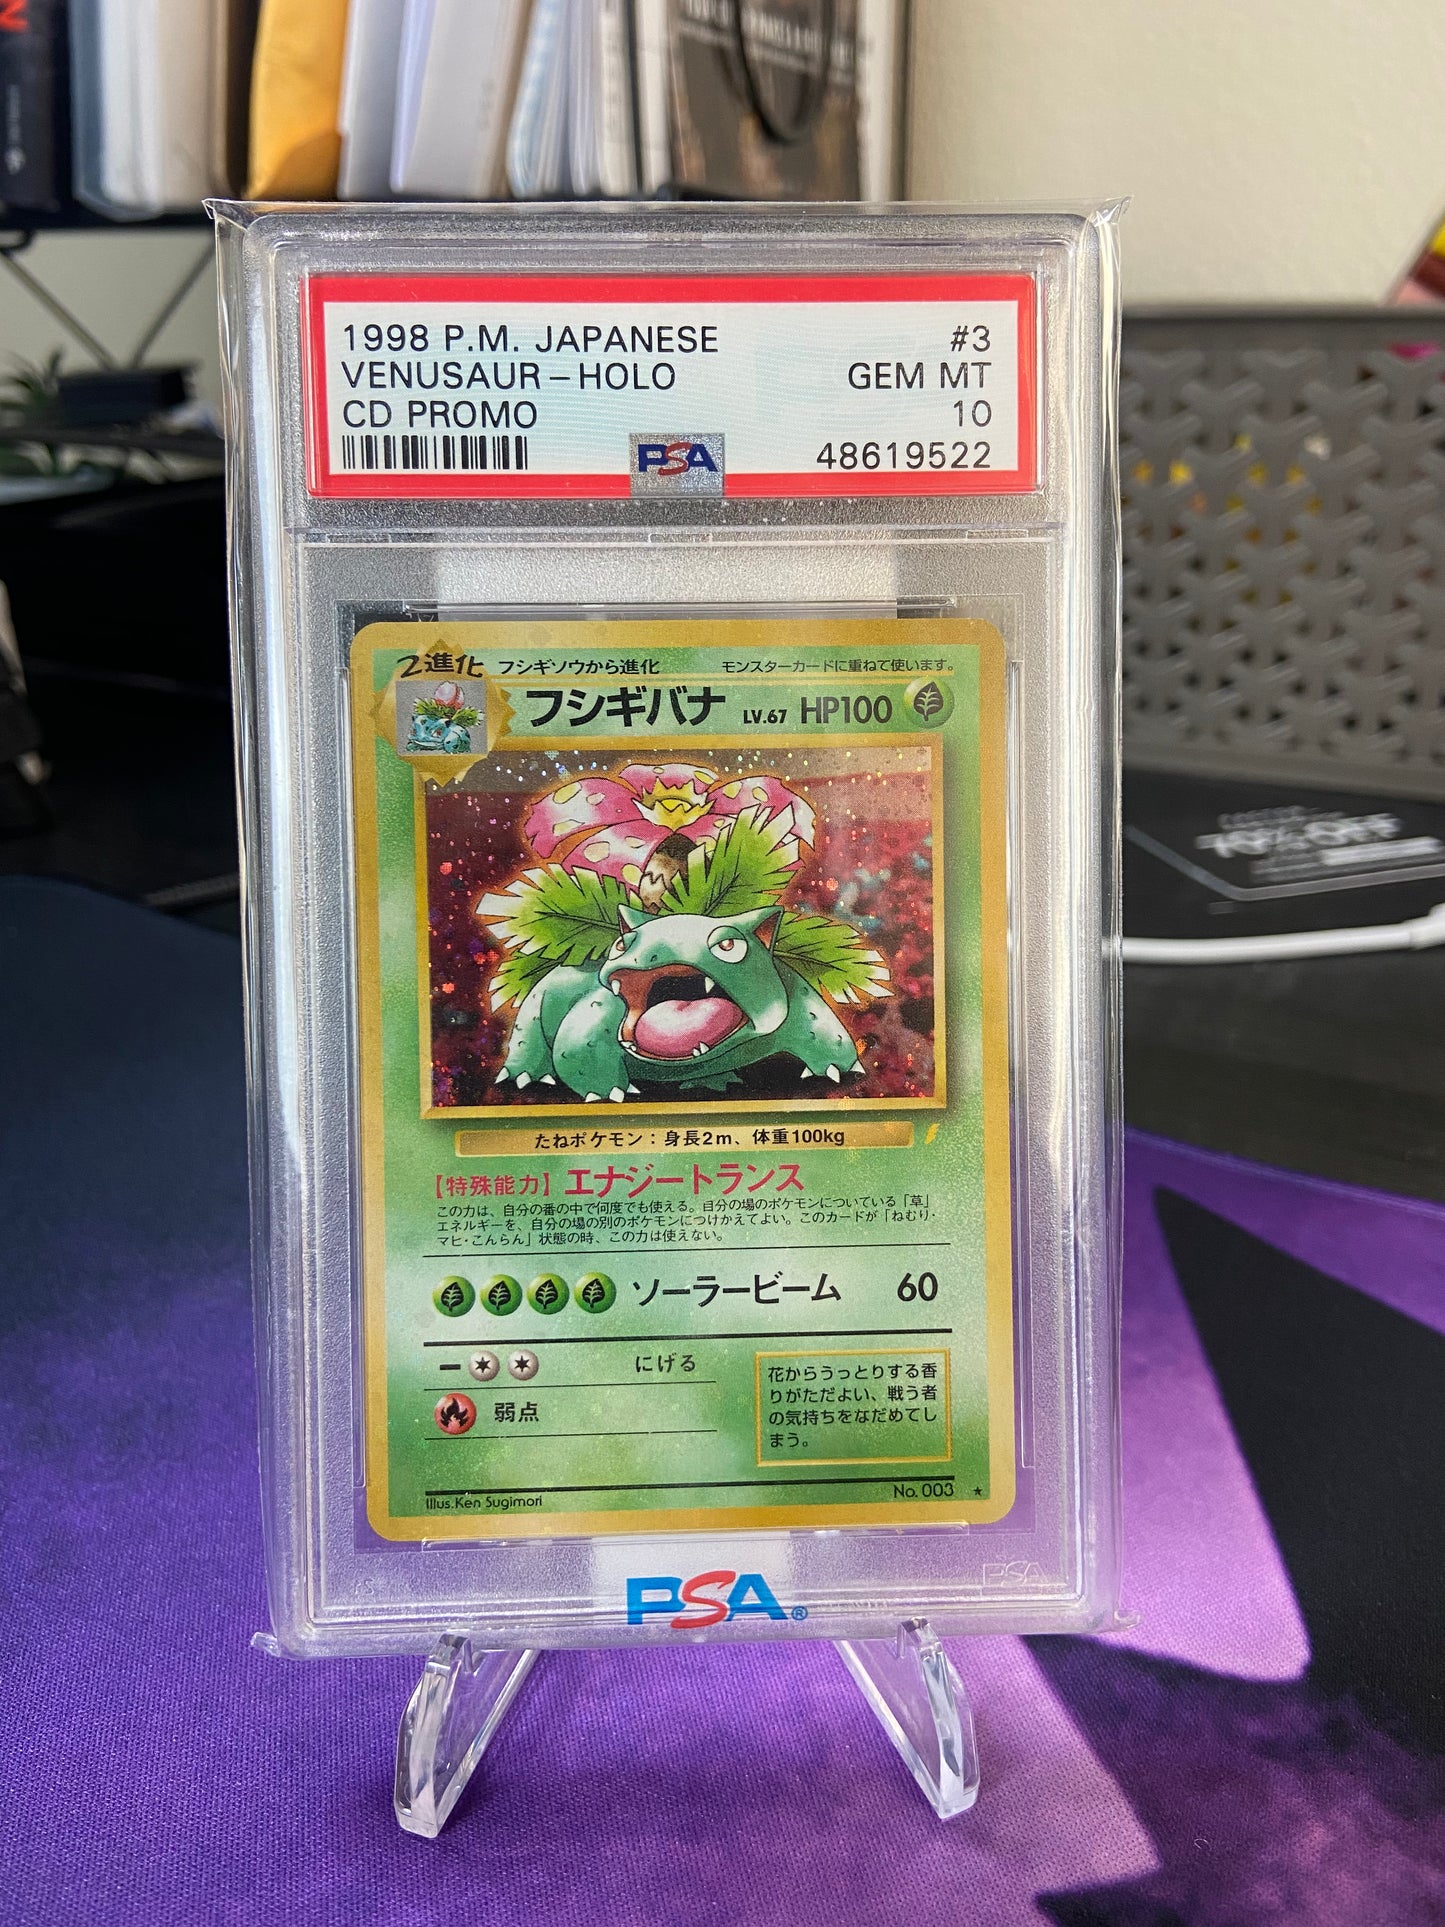 1998 P.M. JAPANESE #3
VENUSAUR-HOLO GEM MT
CD PROMO 10
PSA 48619522
2進化 フシギソウから進化 モンスターカードに重ねて使います。
フシギバナ LV.67 HP100
たねポケモン：身長2m、体重100kg
【特殊能力】エナジートランス
この力は、自分の番の中で何度でも使える。自分の場のポケモンについている「草」
エネルギーを、自分の場の別のポケモンにつけかえてよい。このカードが「ねむり・
マヒ・こんらん」状態の時、この力は使えない。
ソーラービーム 60
にげる
弱点
花からうっとりする香
りがただよい、戦う者
の気持ちをなだめてし
まう。
Illus.Ken Sugimori No.003 ★
PSA
PSA®
70% OFF